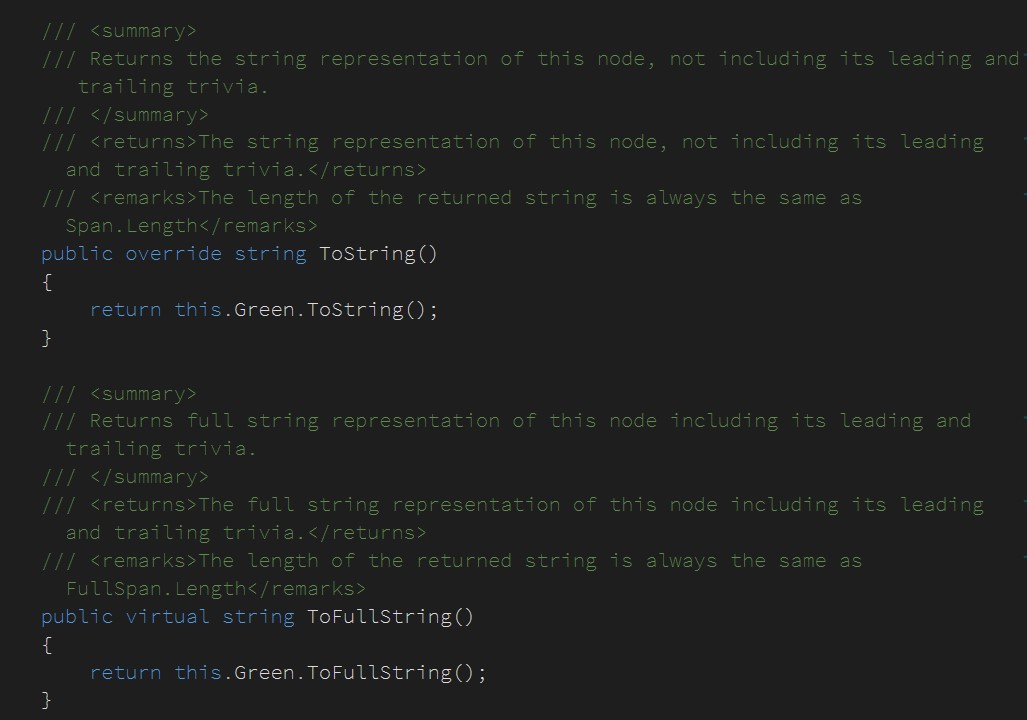 /// <summary>
/// Returns the string representation of this node, not including its leading and
trailing trivia.
/// </summary>
/// <returns>The string representation of this node, not including its leading
and trailing trivia.</returns>
/// <remarks>The length of the returned string is always the same as
Span.Length</remarks>
public override string ToString()
{
return this.Green.ToString();
}
/// <summary>
/// Returns full string representation of this node including its leading and
trailing trivia.
/// </summary>
/// <returns>The full string representation of this node including its leading
and trailing trivia.</returns>
/// <remarks>The length of the returned string is always the same as
FullSpan.Length</remarks>
public virtual string ToFullString()
{
return this.Green.ToFullString();
}